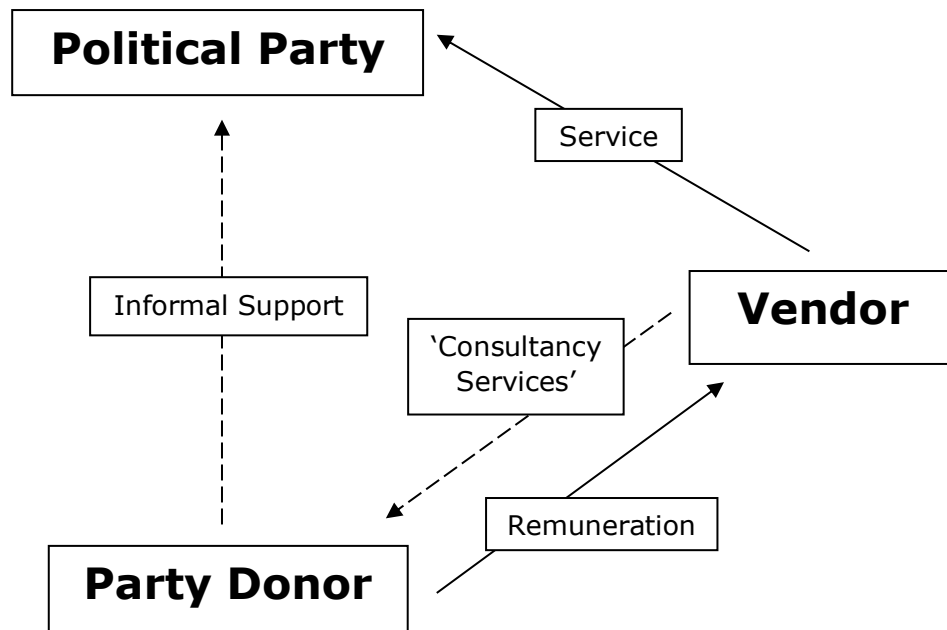 Political Party
Service
Informal Support
Vendor
‘Consultancy
Services’
Remuneration
Party Donor